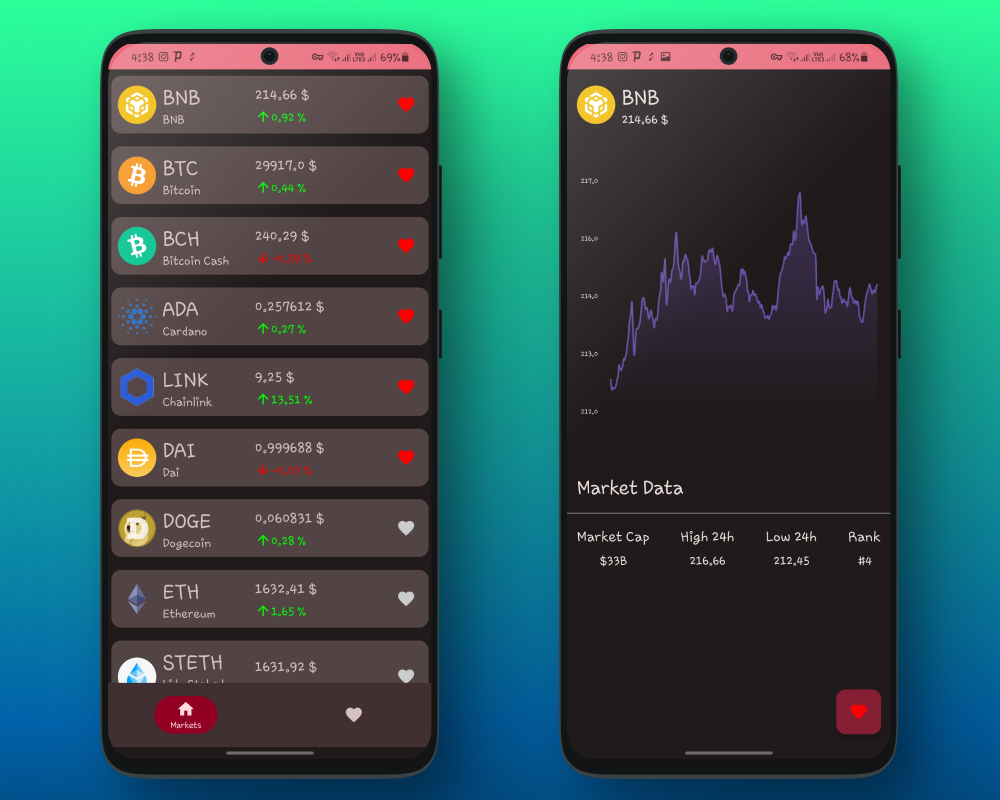 4:38
69%
BNB
214.66 $
BNB
0.92 %
BTC
29917.0 $
Bitcoin
0.44 %
BCH
240.29 $
Bitcoin Cash
ADA
0.257612 $
Cardano
0.27 %
LINK
9.25 $
Chainlink
13.51 %
DAI
0.999688 $
Dai
-0.03 %
DOGE
0.060831 $
Dogecoin
0.28 %
ETH
1632.41 $
Ethereum
1.65 %
STETH
1631.92 $
Markets
4:38
68%
BNB
214.66 $
217.0
216.0
214.0
213.0
212.0
Market Data
Market Cap
High 24h
Low 24h
Rank
$33B
216.66
212.45
#4